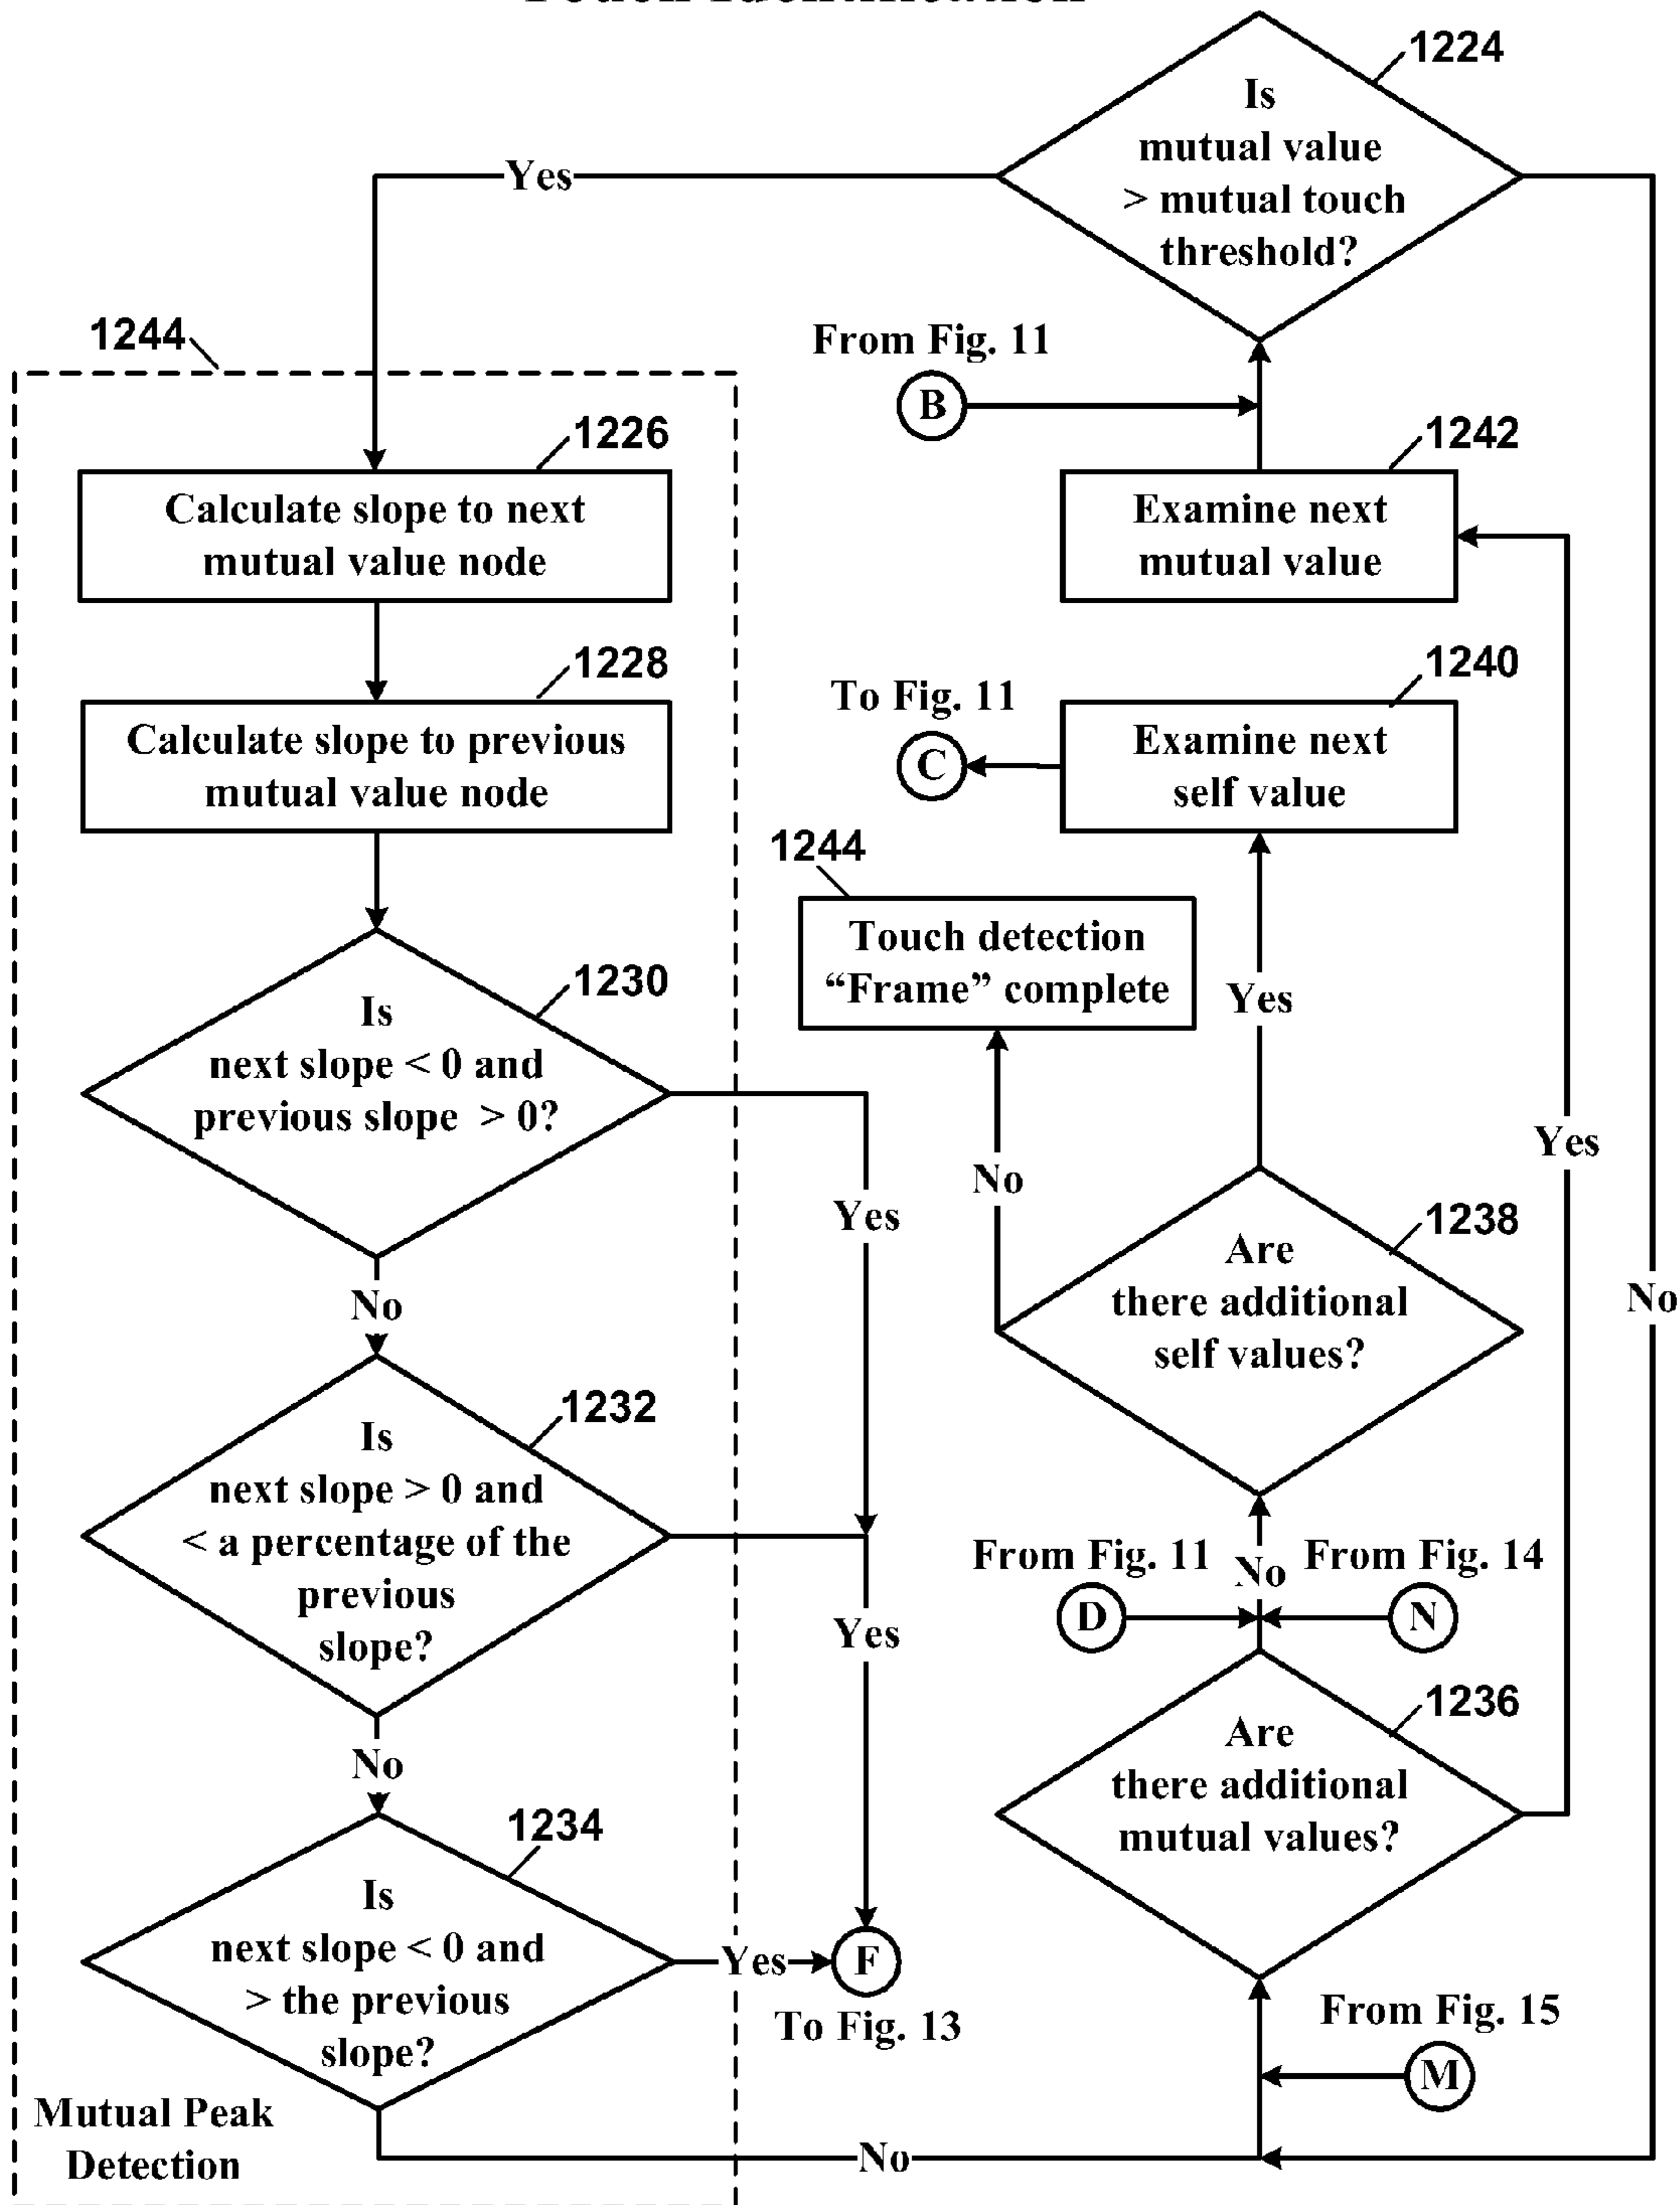 1224
Is
mutual value
> mutual touch
threshold?
Yes
1244
From Fig. 11
B
1226
Calculate slope to next
mutual value node
1242
Examine next
mutual value
1228
Calculate slope to previous
mutual value node
To Fig. 11
C
1240
Examine next
self value
1244
Touch detection
“Frame” complete
Yes
1230
Is
next slope < 0 and
previous slope > 0?
Yes
No
Yes
No
1238
Are
there additional
self values?
No
No
1232
Is
next slope > 0 and
< a percentage of the
previous
slope?
Yes
From Fig. 11
D
No
From Fig. 14
N
1236
Are
there additional
mutual values?
No
1234
Is
next slope < 0 and
> the previous
slope?
Yes
F
To Fig. 13
From Fig. 15
M
Mutual Peak
Detection
No